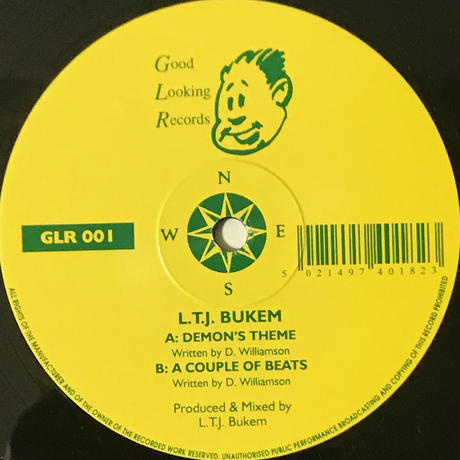 Good
Looking
Records
N
W E
S
GLR 001
5 021497 401823
L.T.J. BUKEM
A: DEMON'S THEME
Written by D. Williamson
B: A COUPLE OF BEATS
Written by D. Williamson
Produced & Mixed by
L.T.J. Bukem
ALL RIGHTS OF THE MANUFACTURER AND OF THE OWNER OF THE RECORDED WORK RESERVED. UNAUTHORISED PUBLIC PERFORMANCE BROADCASTING AND COPYING OF THIS RECORD PROHIBITED